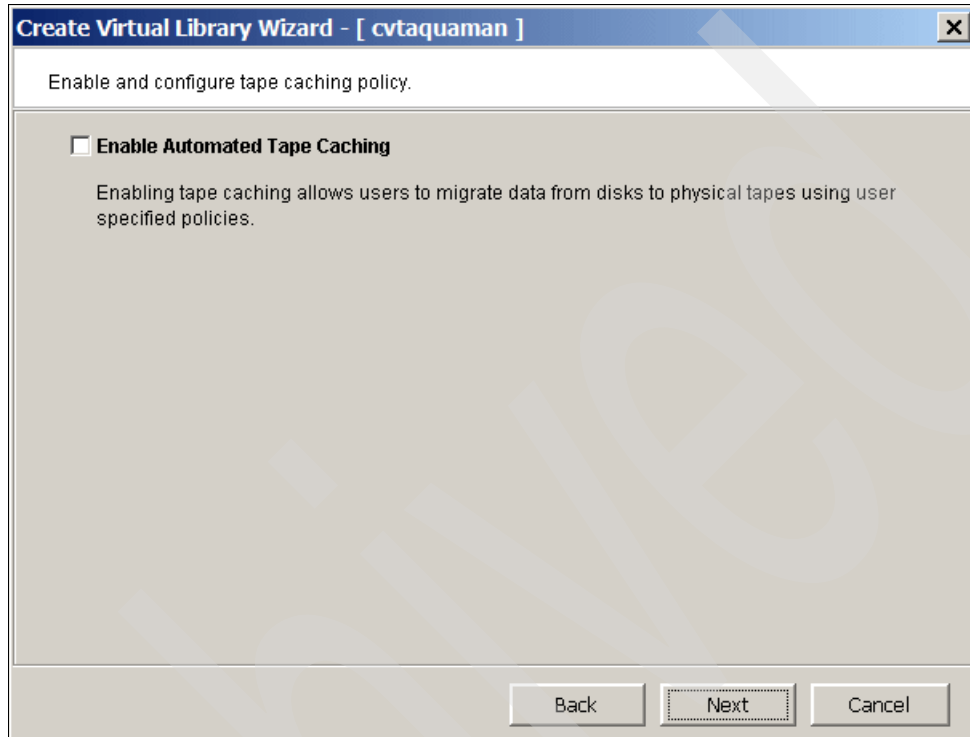 Create Virtual Library Wizard - [ cvtaquaman ]
Enable and configure tape caching policy.
Enable Automated Tape Caching
Enabling tape caching allows users to migrate data from disks to physical tapes using user
specified policies.
Back Next Cancel